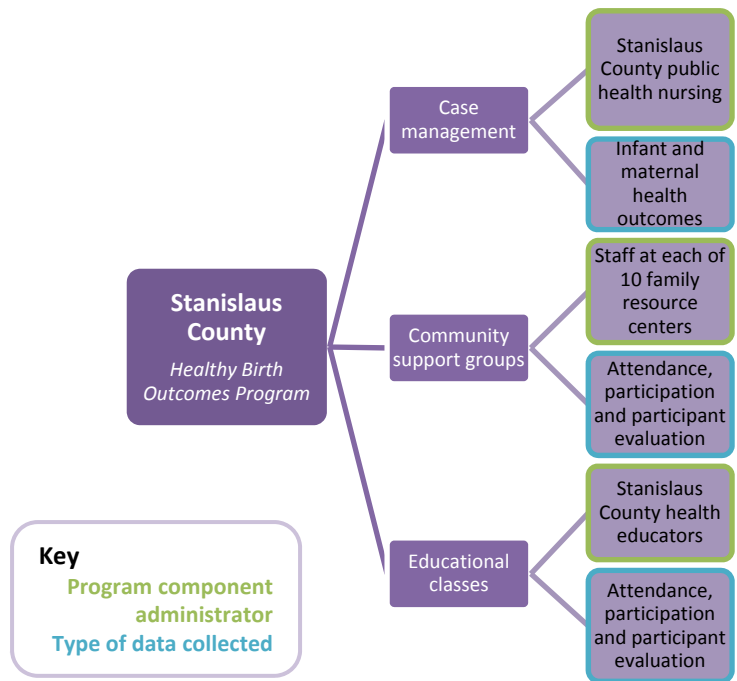 Stanislaus
County
Healthy Birth
Outcomes Program
Case
management
Stanislaus
County public
health nursing
Infant and
maternal
health
outcomes
Community
support groups
Staff at each of
10 family
resource
centers
Attendance,
participation
and participant
evaluation
Educational
classes
Stanislaus
County health
educators
Attendance,
participation
and participant
evaluation
Key
Program component
administrator
Type of data collected